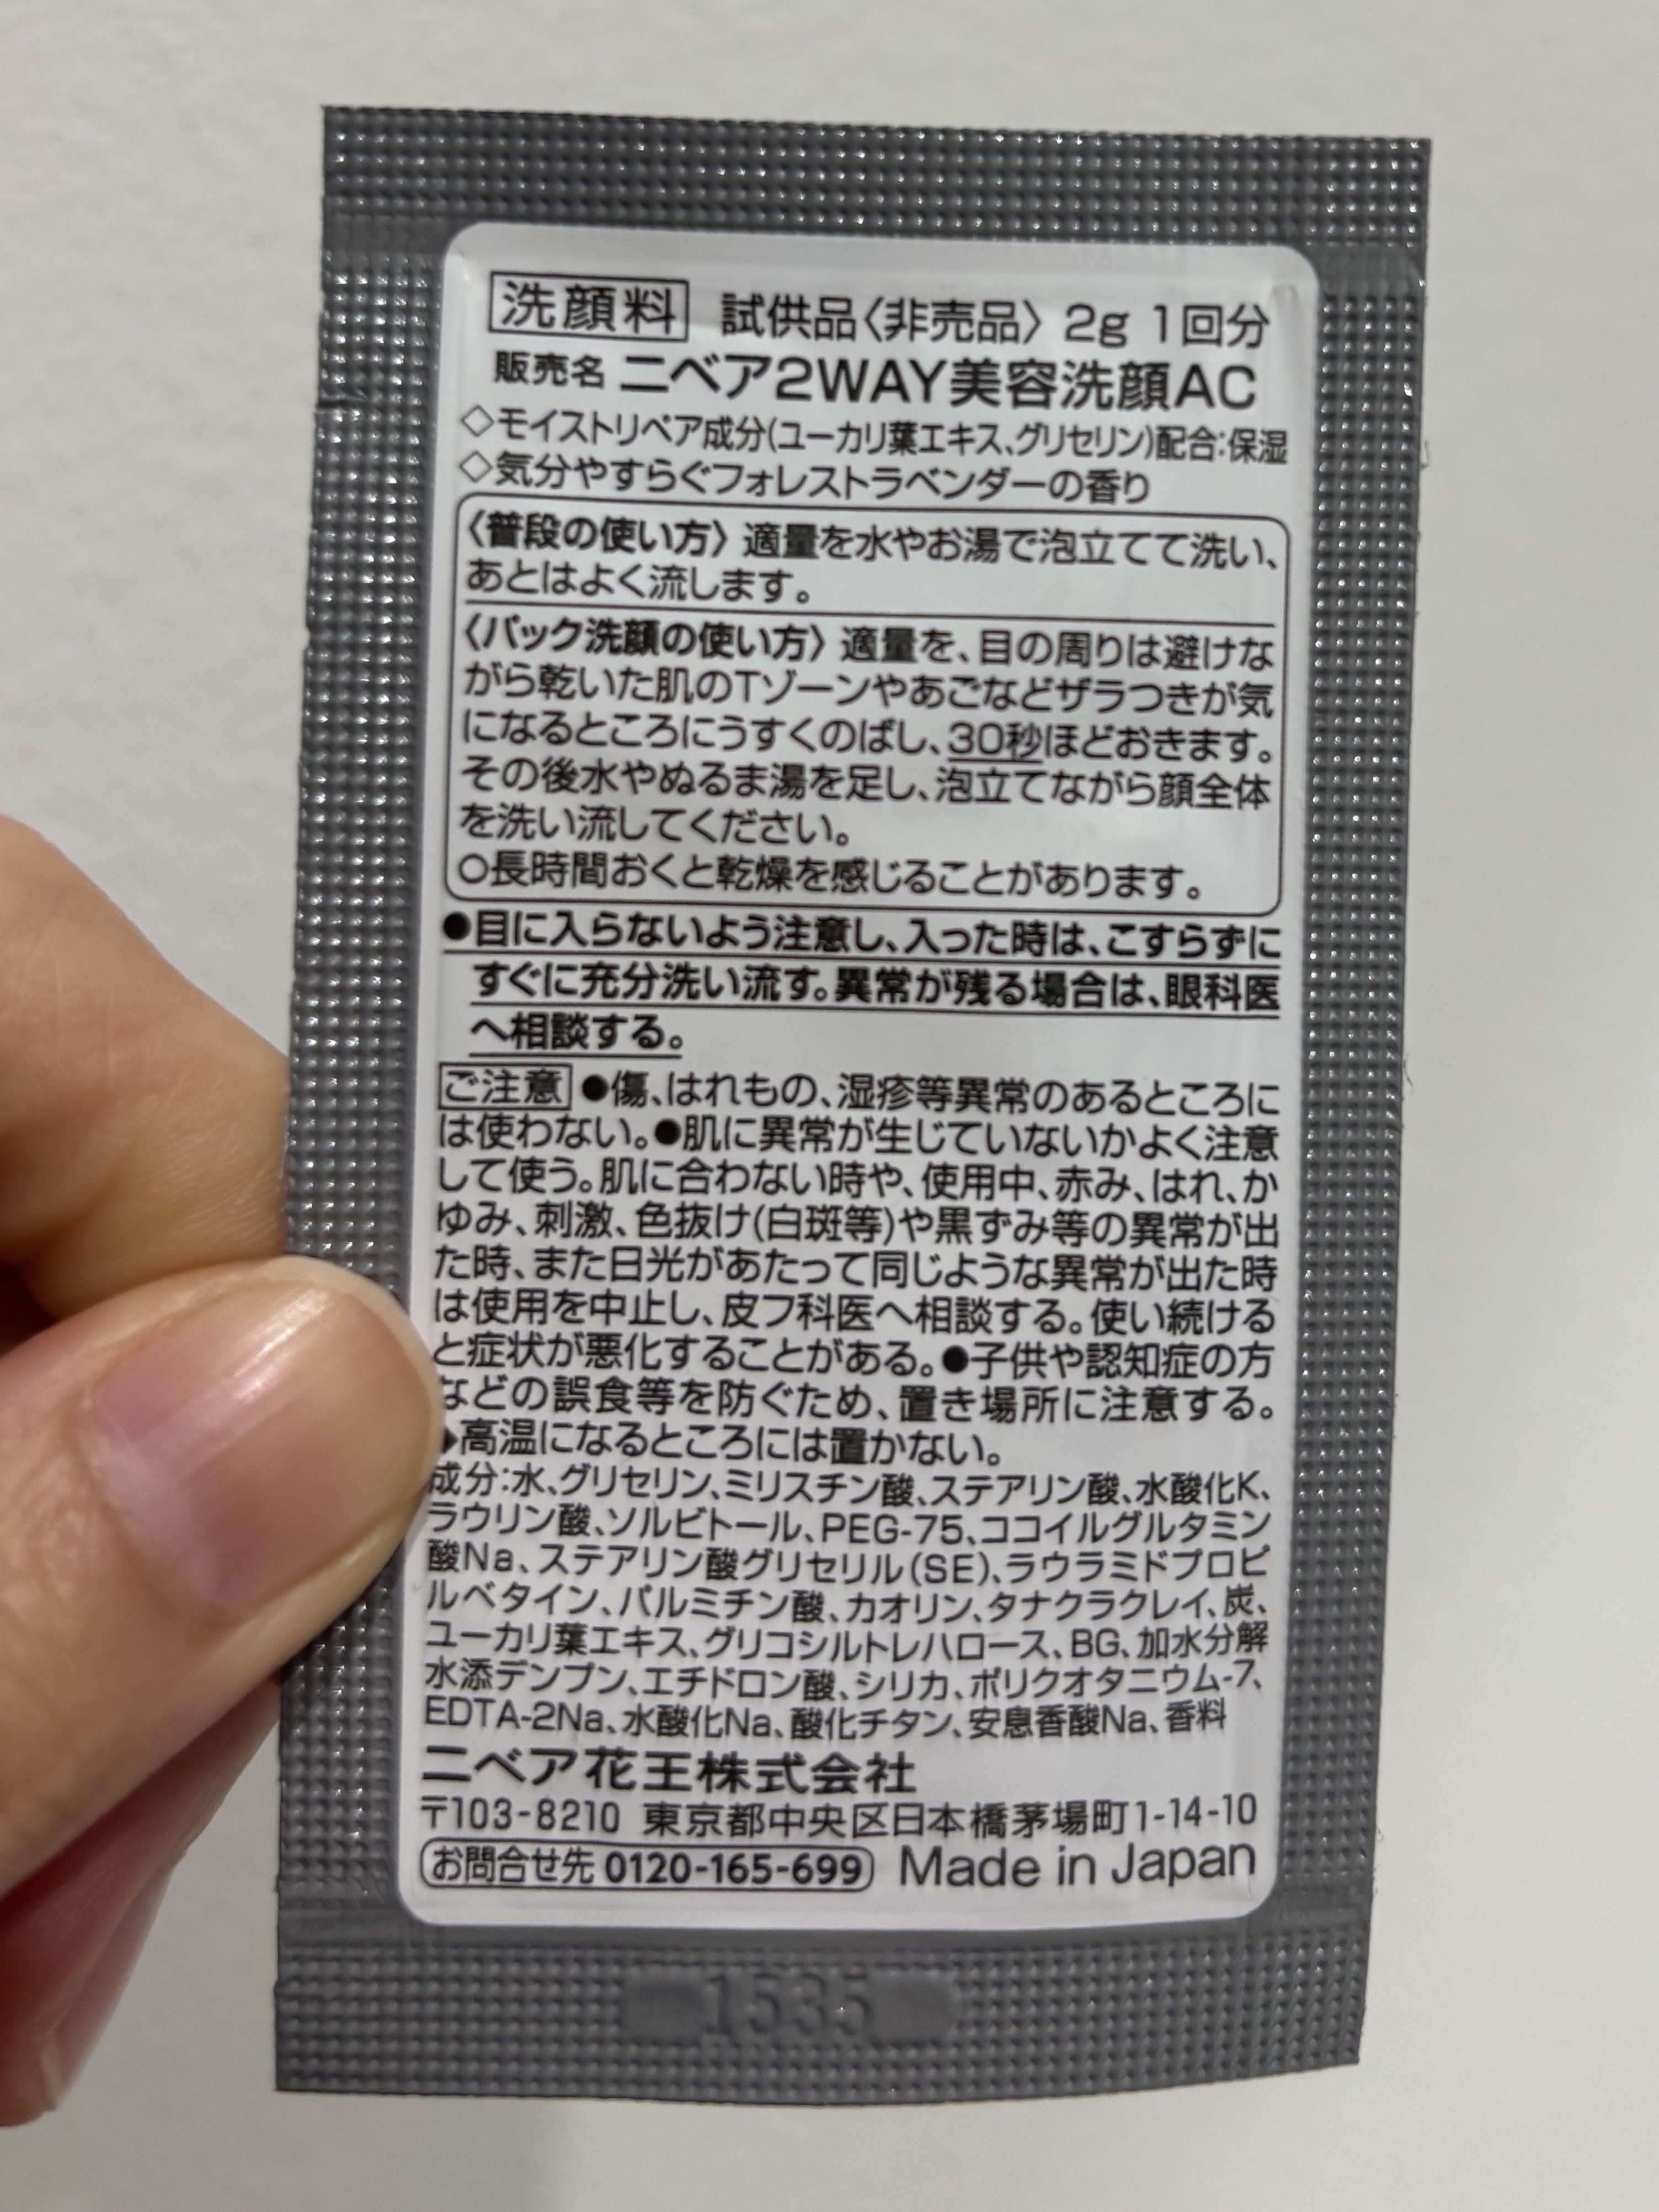 洗顔料 試供品〈非売品〉 2g 1回分
販売名 ニベア2WAY美容洗顔AC
◇モイストリペア成分(ユーカリ葉エキス、グリセリン)配合:保湿
◇気分やすらぐフォレストラベンダーの香り
〈普段の使い方〉適量を水やお湯で泡立てて洗い、
あとはよく流します。
〈パック洗顔の使い方〉適量を、目の周りは避けな
がら乾いた肌のTゾーンやあごなどザラつきが気
になるところにうすくのばし、30秒ほどおきます。
その後水やぬるま湯を足し、泡立てながら顔全体
を洗い流してください。
○長時間おくと乾燥を感じることがあります。
●目に入らないよう注意し、入った時は、こすらずに
すぐに充分洗い流す。異常が残る場合は、眼科医
へ相談する。
ご注意 ●傷、はれもの、湿疹等異常のあるところに
は使わない。●肌に異常が生じていないかよく注意
して使う。肌に合わない時や、使用中、赤み、はれ、か
ゆみ、刺激、色抜け(白斑等)や黒ずみ等の異常が出
た時、また日光があたって同じような異常が出た時
は使用を中止し、皮フ科医へ相談する。使い続ける
と症状が悪化することがある。●子供や認知症の方
などの誤食等を防ぐため、置き場所に注意する。
●高温になるところには置かない。
成分:水、グリセリン、ミリスチン酸、ステアリン酸、水酸化K、
ラウリン酸、ソルビトール、PEG-75、ココイルグルタミン
酸Na、ステアリン酸グリセリル(SE)、ラウラミドプロピ
ルベタイン、パルミチン酸、カオリン、タナクラクレイ、炭、
ユーカリ葉エキス、グリコシルトレハロース、BG、加水分解
水添デンプン、エチドロン酸、シリカ、ポリクオタニウム-7、
EDTA-2Na、水酸化Na、酸化チタン、安息香酸Na、香料
ニベア花王株式会社
〒103-8210 東京都中央区日本橋茅場町1-14-10
お問合せ先 0120-165-699 Made in Japan
1535